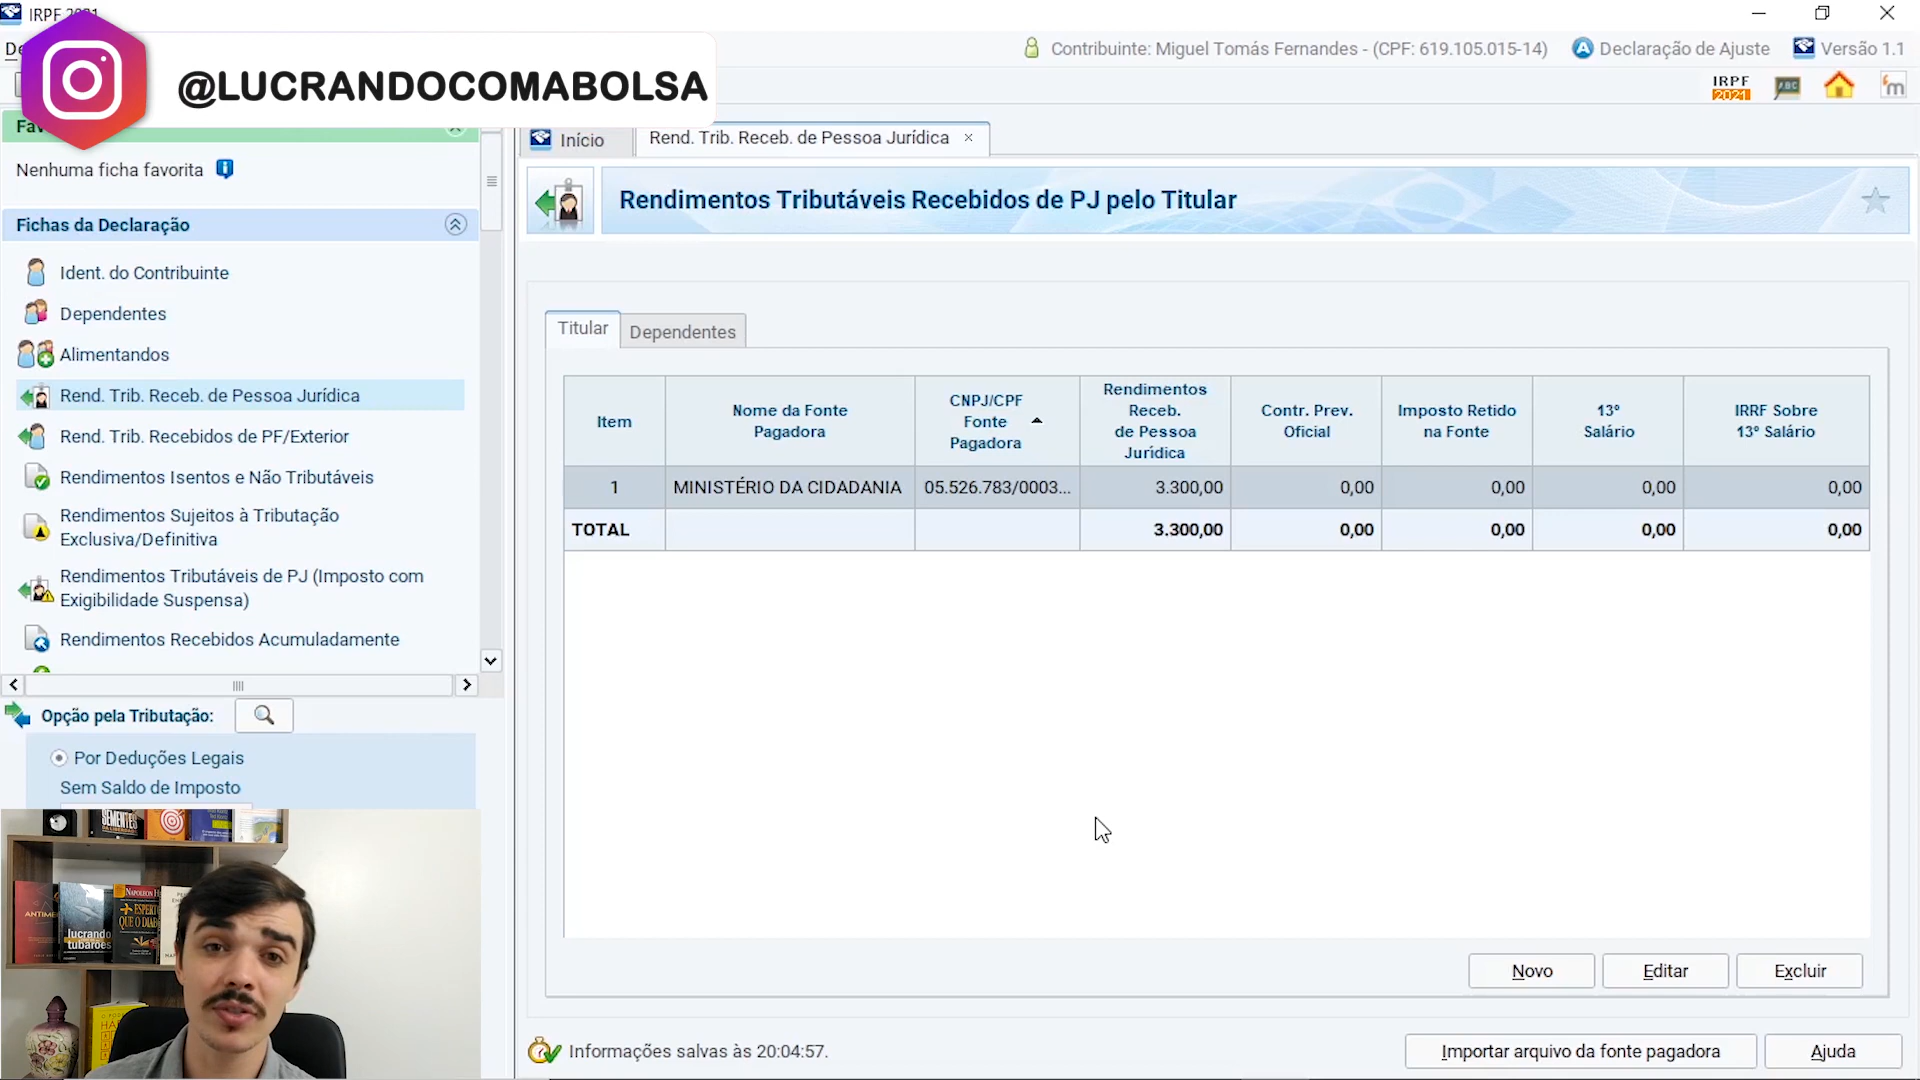 IRPF 2021
@LUCRANDOCOMABOLSA
Contribuinte: Miguel Tomás Fernandes - (CPF: 619.105.015-14)
Declaração de Ajuste
Versão 1.1
IRPF
2021
Nenhuma ficha favorita
Fichas da Declaração
Ident. do Contribuinte
Dependentes
Alimentandos
Rend. Trib. Receb. de Pessoa Jurídica
Rend. Trib. Recebidos de PF/Exterior
Rendimentos Isentos e Não Tributáveis
Rendimentos Sujeitos à Tributação
Exclusiva/Definitiva
Rendimentos Tributáveis de PJ (Imposto com
Exigibilidade Suspensa)
Rendimentos Recebidos Acumuladamente
Opção pela Tributação:
Por Deduções Legais
Sem Saldo de Imposto
Início
Rend. Trib. Receb. de Pessoa Jurídica
Rendimentos Tributáveis Recebidos de PJ pelo Titular
Titular
Dependentes
Item
Nome da Fonte
Pagadora
CNPJ/CPF
Fonte
Pagadora
Rendimentos
Receb.
de Pessoa
Jurídica
Contr. Prev.
Oficial
Imposto Retido
na Fonte
13º
Salário
IRRF Sobre
13º Salário
1 MINISTÉRIO DA CIDADANIA 05.526.783/0003... 3.300,00 0,00 0,00 0,00 0,00
TOTAL 3.300,00 0,00 0,00 0,00 0,00
Novo
Editar
Excluir
Informações salvas às 20:04:57.
Importar arquivo da fonte pagadora
Ajuda
SEMENTES
NAPOLEON H
+ ESPERT
QUE O DIAB
lucrando
tubarões